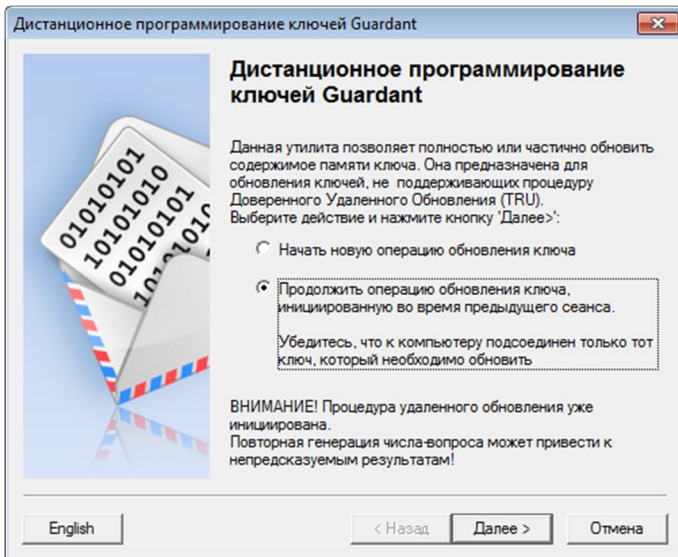 Дистанционное программирование ключей Guardant
Дистанционное программирование
ключей Guardant
01010101
10101010
01010101
Данная утилита позволяет полностью или частично обновить
содержимое памяти ключа. Она предназначена для
обновления ключей, не поддерживающих процедуру
Доверенного Удаленного Обновления (TRU).
Выберите действие и нажмите кнопку 'Далее>':
Начать новую операцию обновления ключа
Продолжить операцию обновления ключа,
инициированную во время предыдущего сеанса.
Убедитесь, что к компьютеру подсоединен только тот
ключ, который необходимо обновить
ВНИМАНИЕ! Процедура удаленного обновления уже
инициирована.
Повторная генерация числа-вопроса может привести к
непредсказуемым результатам!
English
< Назад
Далее >
Отмена